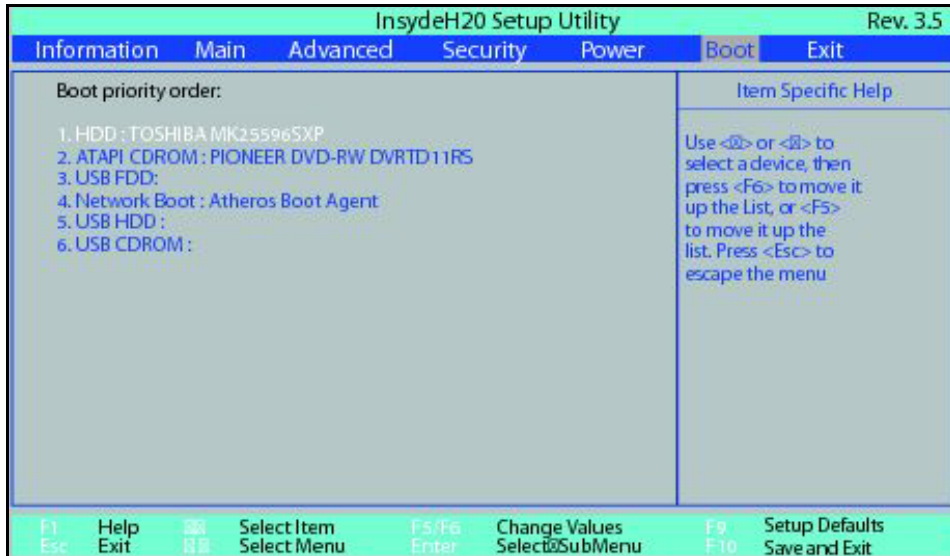 InsydeH20 Setup Utility
Rev. 3.5
Information Main Advanced Security Power Boot Exit
Boot priority order:
1. HDD : TOSHIBA MK25596SXP
2. ATAPI CDROM : PIONEER DVD-RW DVRTD11RS
3. USB FDD:
4. Network Boot : Atheros Boot Agent
5. USB HDD :
6. USB CDROM :
Item Specific Help
Use <☒> or <☒> to
select a device, then
press <F6> to move it
up the List, or <F5>
to move it up the
list. Press <Esc> to
escape the menu
F1 Help ☒☒ Select Item F5/F6 Change Values F9 Setup Defaults
Esc Exit ☒☒ Select Menu Enter Select☒SubMenu F10 Save and Exit